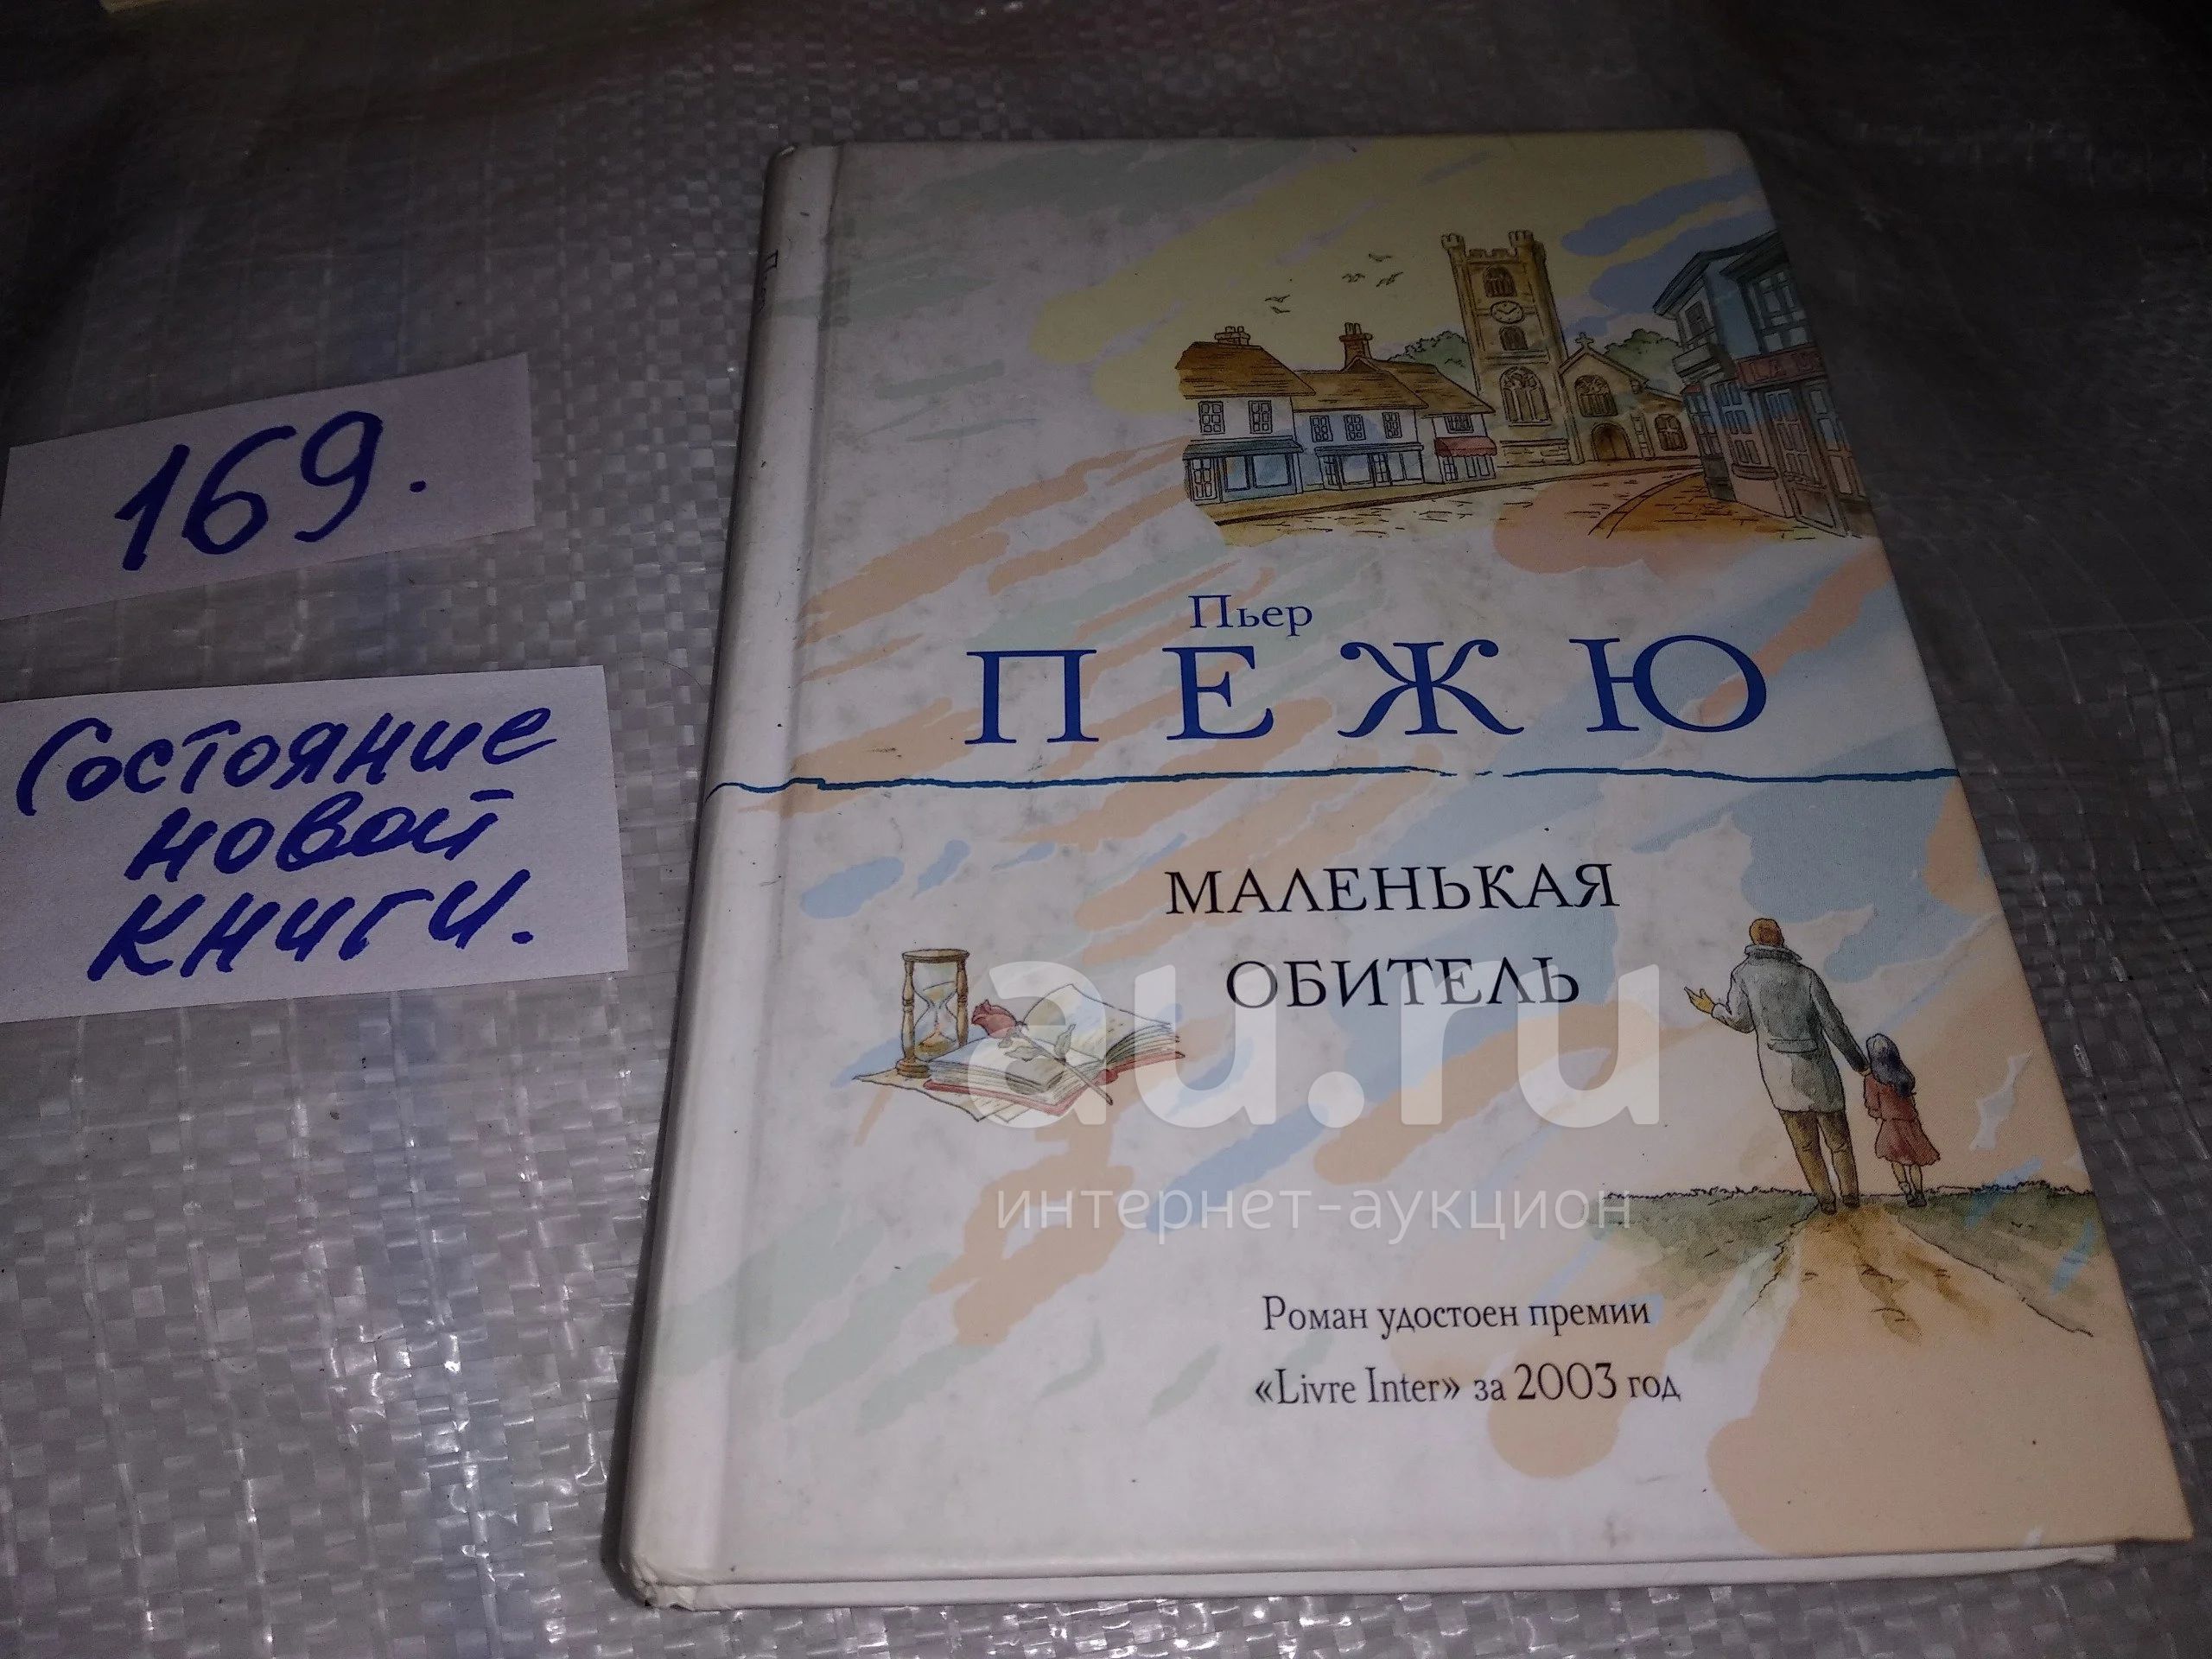 169.
Состояние
новой
книги.
Пьер
ПЕЖЮ
МАЛЕНЬКАЯ
ОБИТЕЛЬ
au.ru
интернет-аукцион
Роман удостоен премии
«Livre Inter» за 2003 год